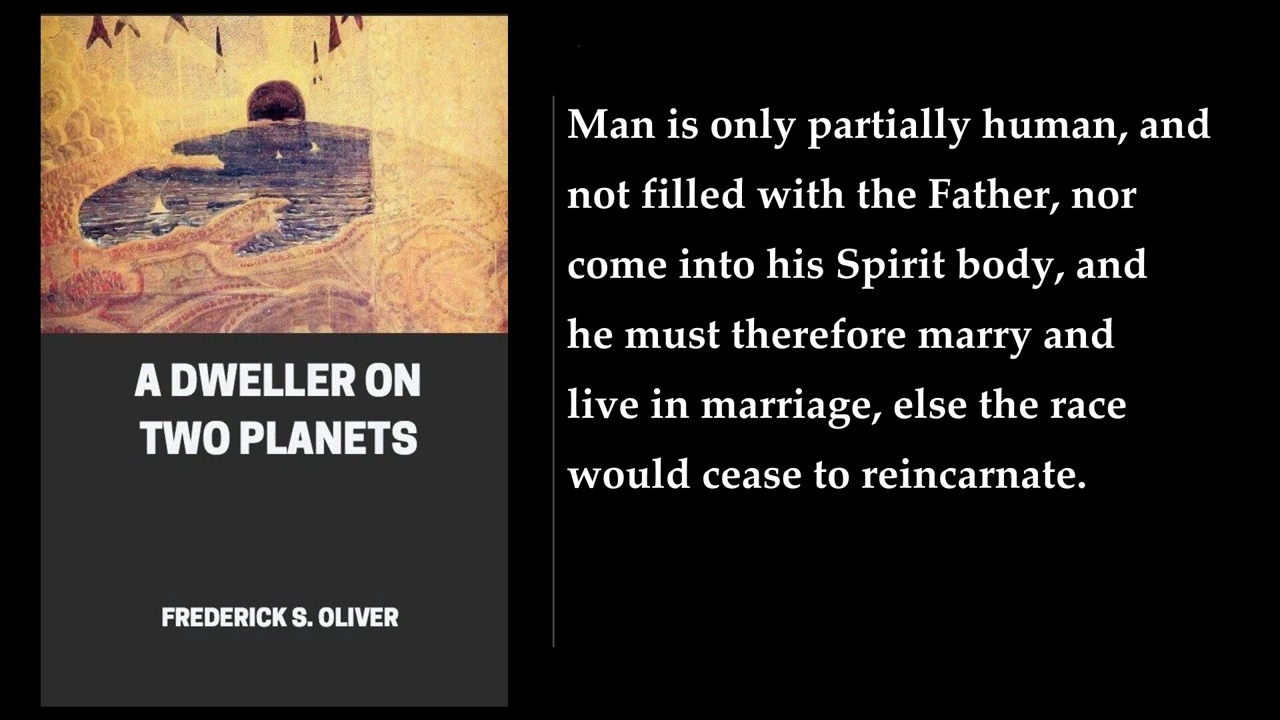 A DWELLER ON
TWO PLANETS
FREDERICK S. OLIVER
Man is only partially human, and
not filled with the Father, nor
come into his Spirit body, and
he must therefore marry and
live in marriage, else the race
would cease to reincarnate.